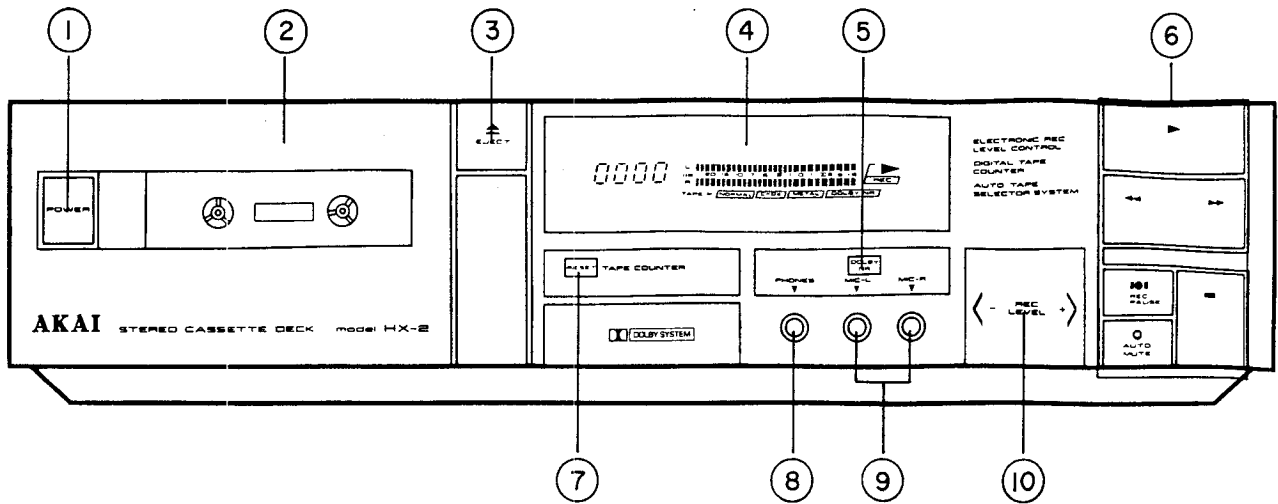 1 2 3 4 5 6
EJECT
ELECTRONIC REC
LEVEL CONTROL
DIGITAL TAPE
COUNTER
AUTO TAPE
SELECTOR SYSTEM
0000
L
R
REC
TAPE NORMAL CrO2 METAL DOLBY NR
POWER
RESET TAPE COUNTER
DOLBY
NR
PHONES MIC-L MIC-R
REC
PAUSE
- REC
LEVEL +
AKAI STEREO CASSETTE DECK model HX-2
DOLBY SYSTEM
AUTO
MUTE
7 8 9 10